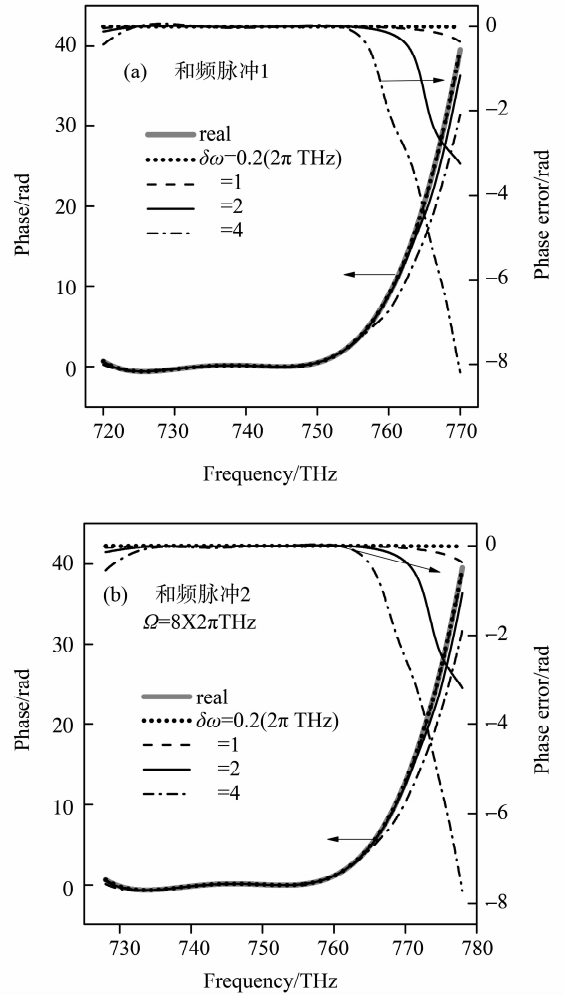 (a) 和频脉冲1
real
δω=0.2(2π THz)
=1
=2
=4
Phase/rad
40
30
20
10
0
Phase error/rad
0
−2
−4
−6
−8
720 730 740 750 760 770
Frequency/THz
(b) 和频脉冲2
Ω=8X2πTHz
real
δω=0.2(2π THz)
=1
=2
=4
Phase/rad
40
30
20
10
0
Phase error/rad
0
−2
−4
−6
−8
730 740 750 760 770 780
Frequency/THz